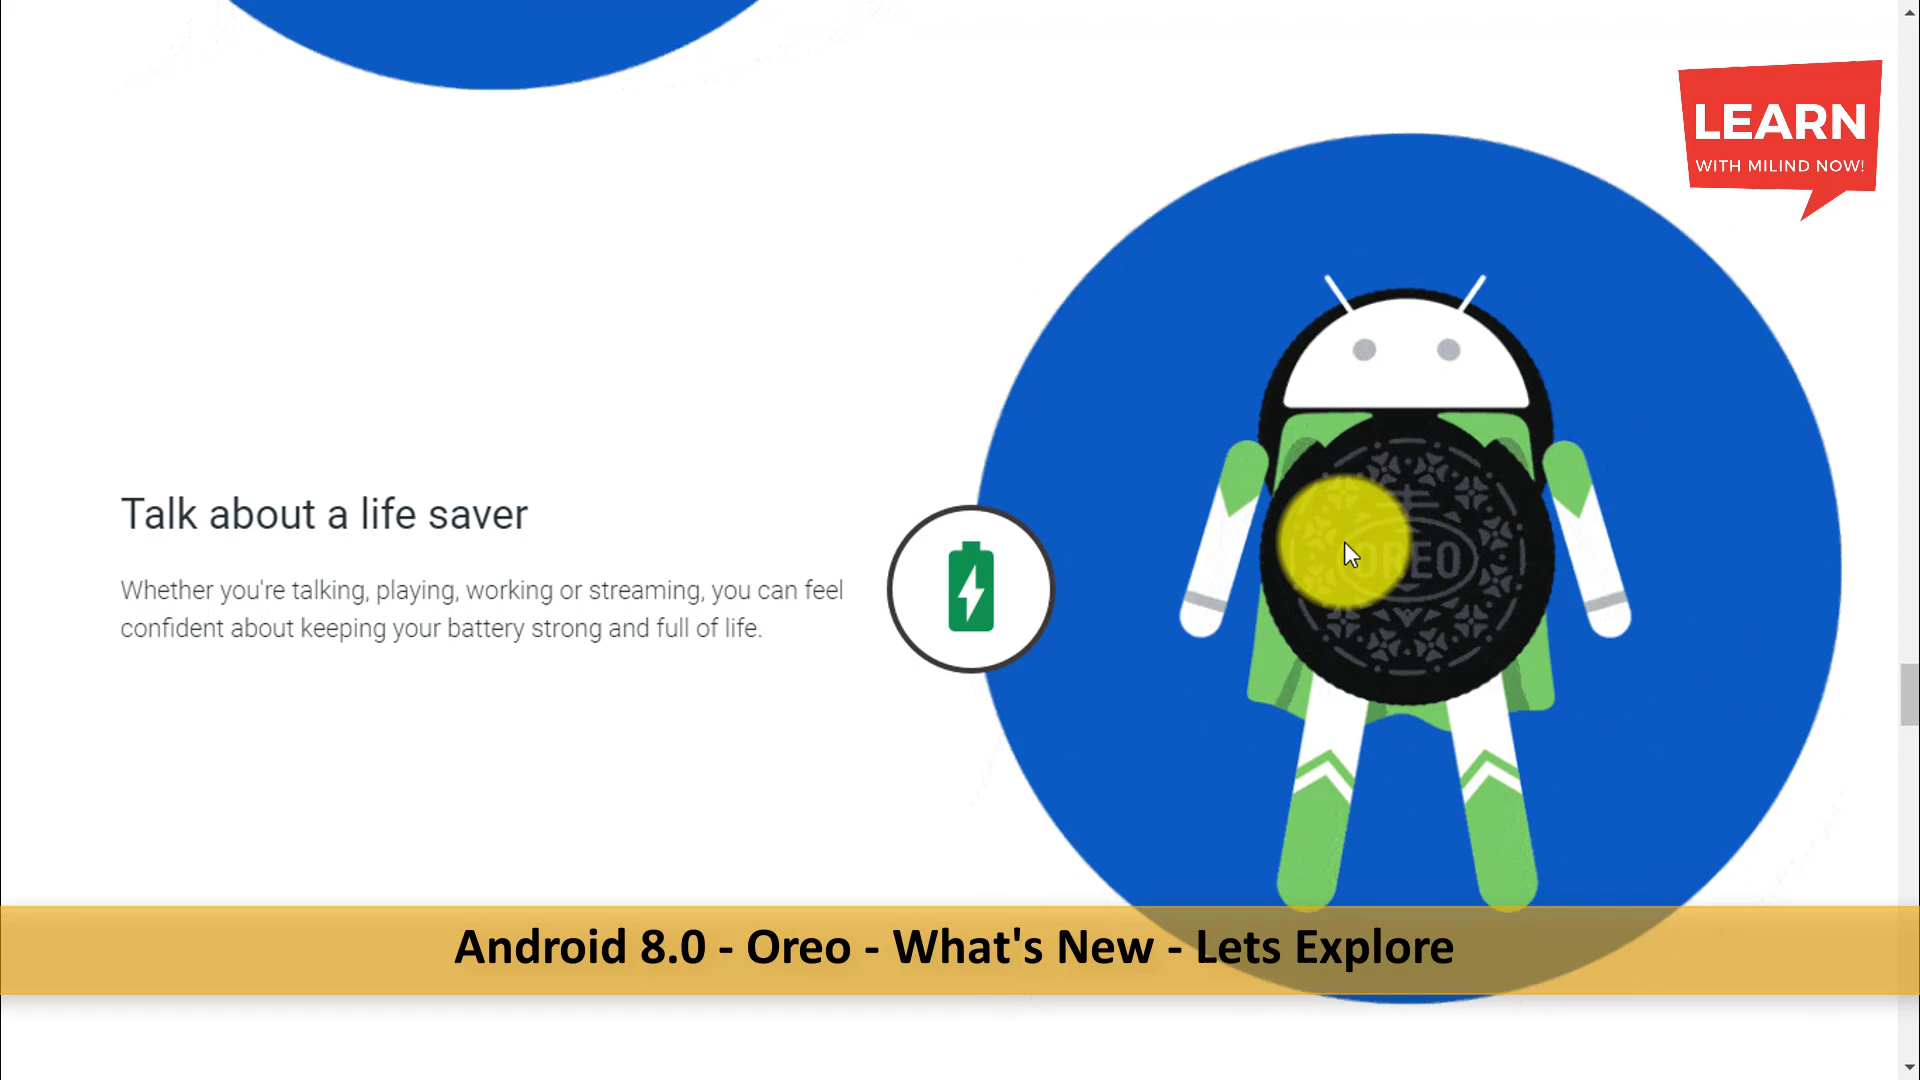 LEARN
WITH MILIND NOW!
Talk about a life saver
Whether you're talking, playing, working or streaming, you can feel
confident about keeping your battery strong and full of life.
OREO
Android 8.0 - Oreo - What's New - Lets Explore